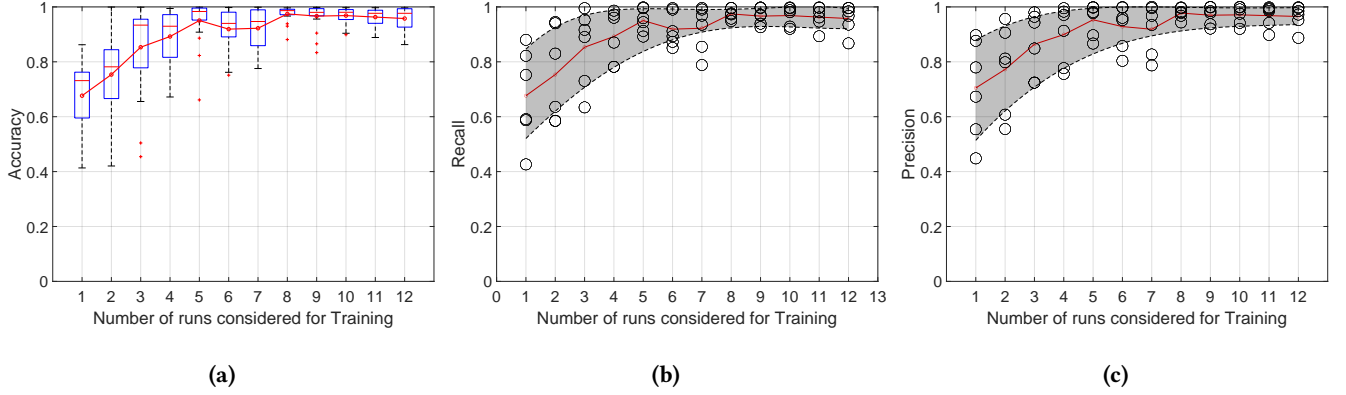 1
0.8
0.6
0.4
0.2
0
Accuracy
1 2 3 4 5 6 7 8 9 10 11 12
Number of runs considered for Training
(a)
1
0.8
0.6
0.4
0.2
0
Recall
0 1 2 3 4 5 6 7 8 9 10 11 12 13
Number of runs considered for Training
(b)
1
0.8
0.6
0.4
0.2
0
Precision
1 2 3 4 5 6 7 8 9 10 11 12
Number of runs considered for Training
(c)